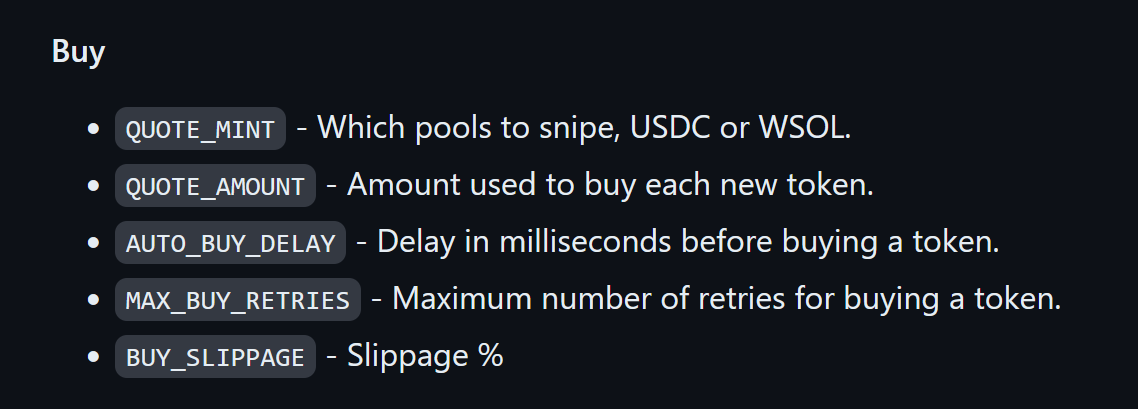 Buy
• QUOTE_MINT - Which pools to snipe, USDC or WSOL.
• QUOTE_AMOUNT - Amount used to buy each new token.
• AUTO_BUY_DELAY - Delay in milliseconds before buying a token.
• MAX_BUY_RETRIES - Maximum number of retries for buying a token.
• BUY_SLIPPAGE - Slippage %